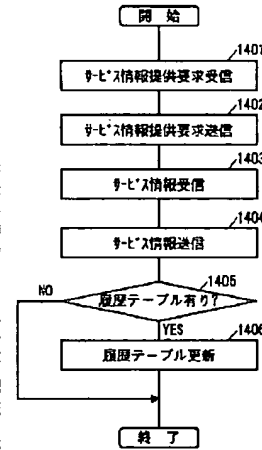 開 始
1401
ｻｰﾋﾞｽ情報提供要求受信
1402
ｻｰﾋﾞｽ情報提供要求送信
1403
ｻｰﾋﾞｽ情報受信
1404
ｻｰﾋﾞｽ情報送信
1405
履歴テーブル有り?
NO
YES
1406
履歴テーブル更新
終 了